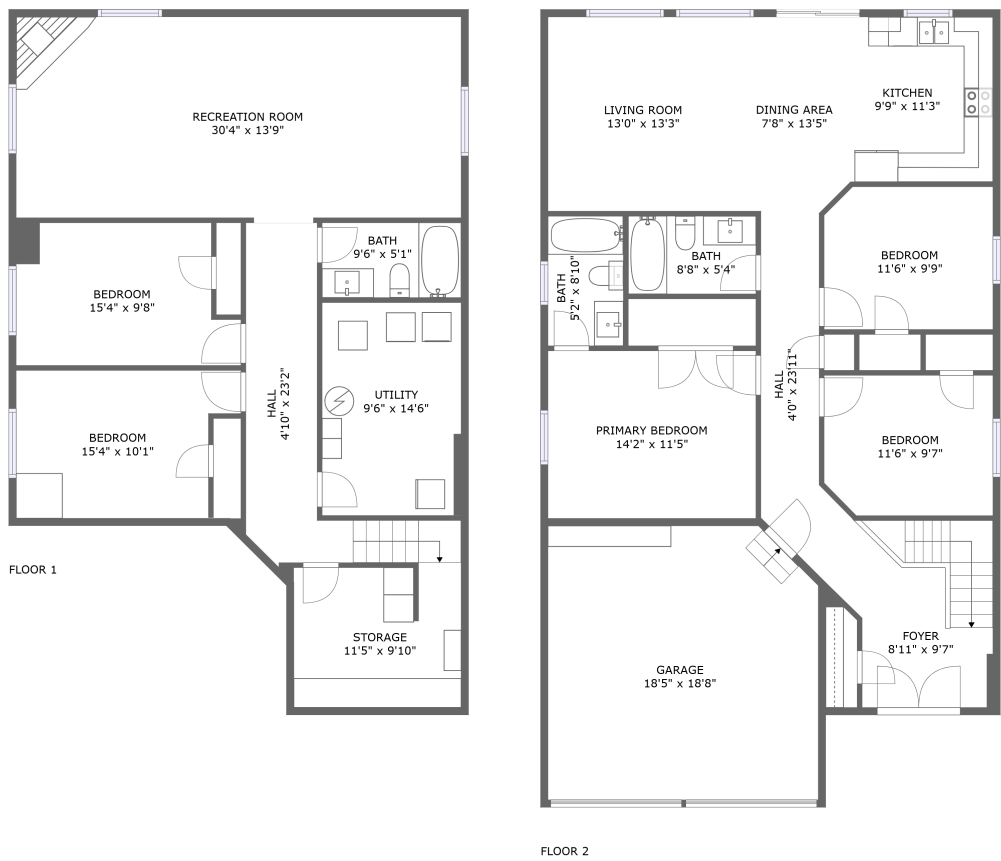 RECREATION ROOM
30'4" x 13'9"
BATH
9'6" x 5'1"
BEDROOM
15'4" x 9'8"
HALL
4'10" x 23'2"
UTILITY
9'6" x 14'6"
BEDROOM
15'4" x 10'1"
STORAGE
11'5" x 9'10"
FLOOR 1
LIVING ROOM
13'0" x 13'3"
DINING AREA
7'8" x 13'5"
KITCHEN
9'9" x 11'3"
BATH
5'2" x 8'10"
BATH
8'8" x 5'4"
BEDROOM
11'6" x 9'9"
HALL
4'0" x 23'11"
PRIMARY BEDROOM
14'2" x 11'5"
BEDROOM
11'6" x 9'7"
FOYER
8'11" x 9'7"
GARAGE
18'5" x 18'8"
FLOOR 2